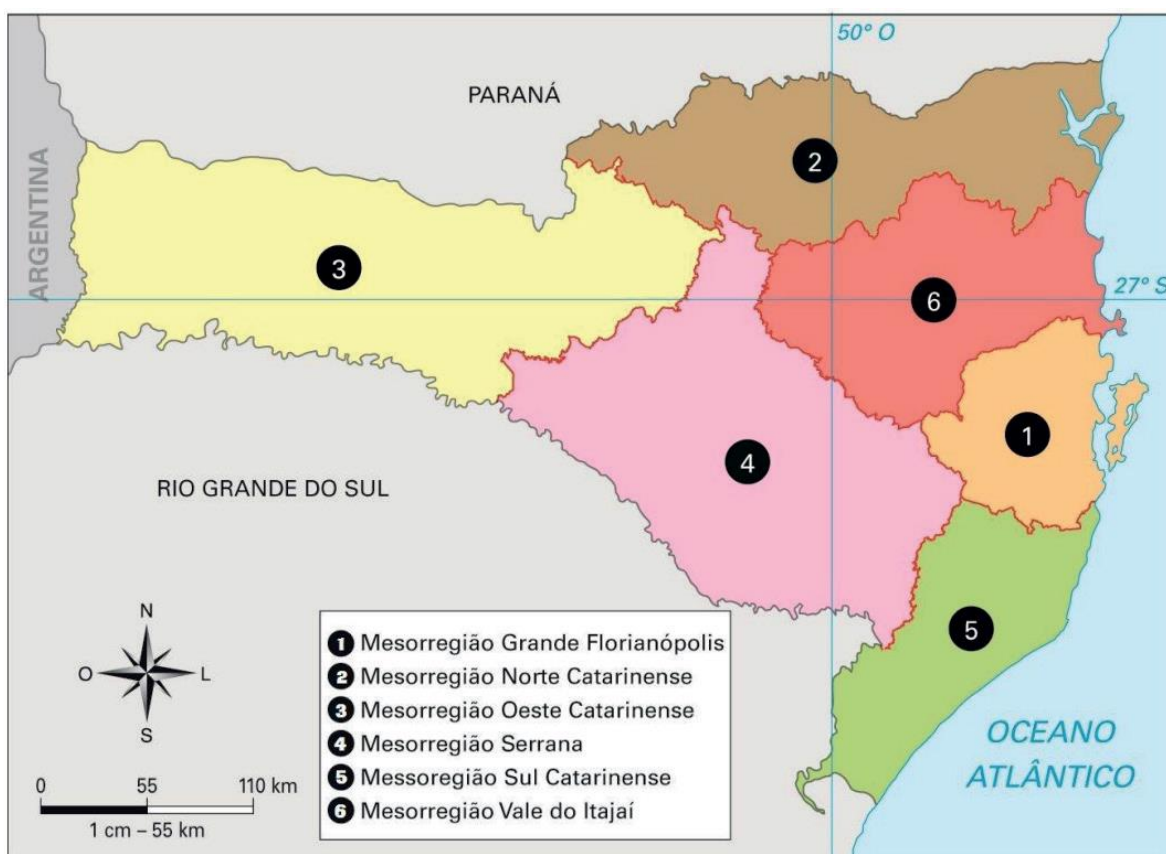 50° O
PARANÁ
ARGENTINA
2
3
27° S
6
1
4
RIO GRANDE DO SUL
5
N
O L
S
1 Mesorregião Grande Florianópolis
2 Mesorregião Norte Catarinense
3 Mesorregião Oeste Catarinense
4 Mesorregião Serrana
5 Messoregião Sul Catarinense
6 Mesorregião Vale do Itajaí
OCEANO
ATLÂNTICO
0 55 110 km
1 cm – 55 km